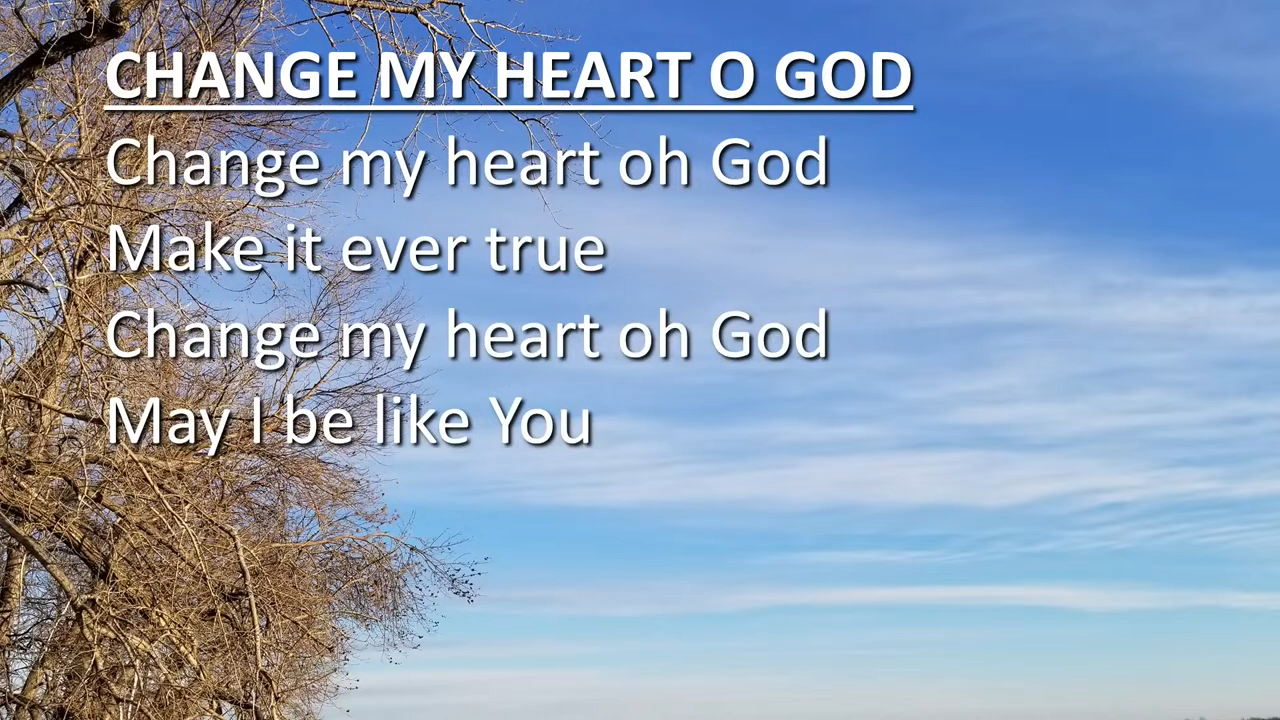 CHANGE MY HEART O GOD
Change my heart oh God
Make it ever true
Change my heart oh God
May I be like You